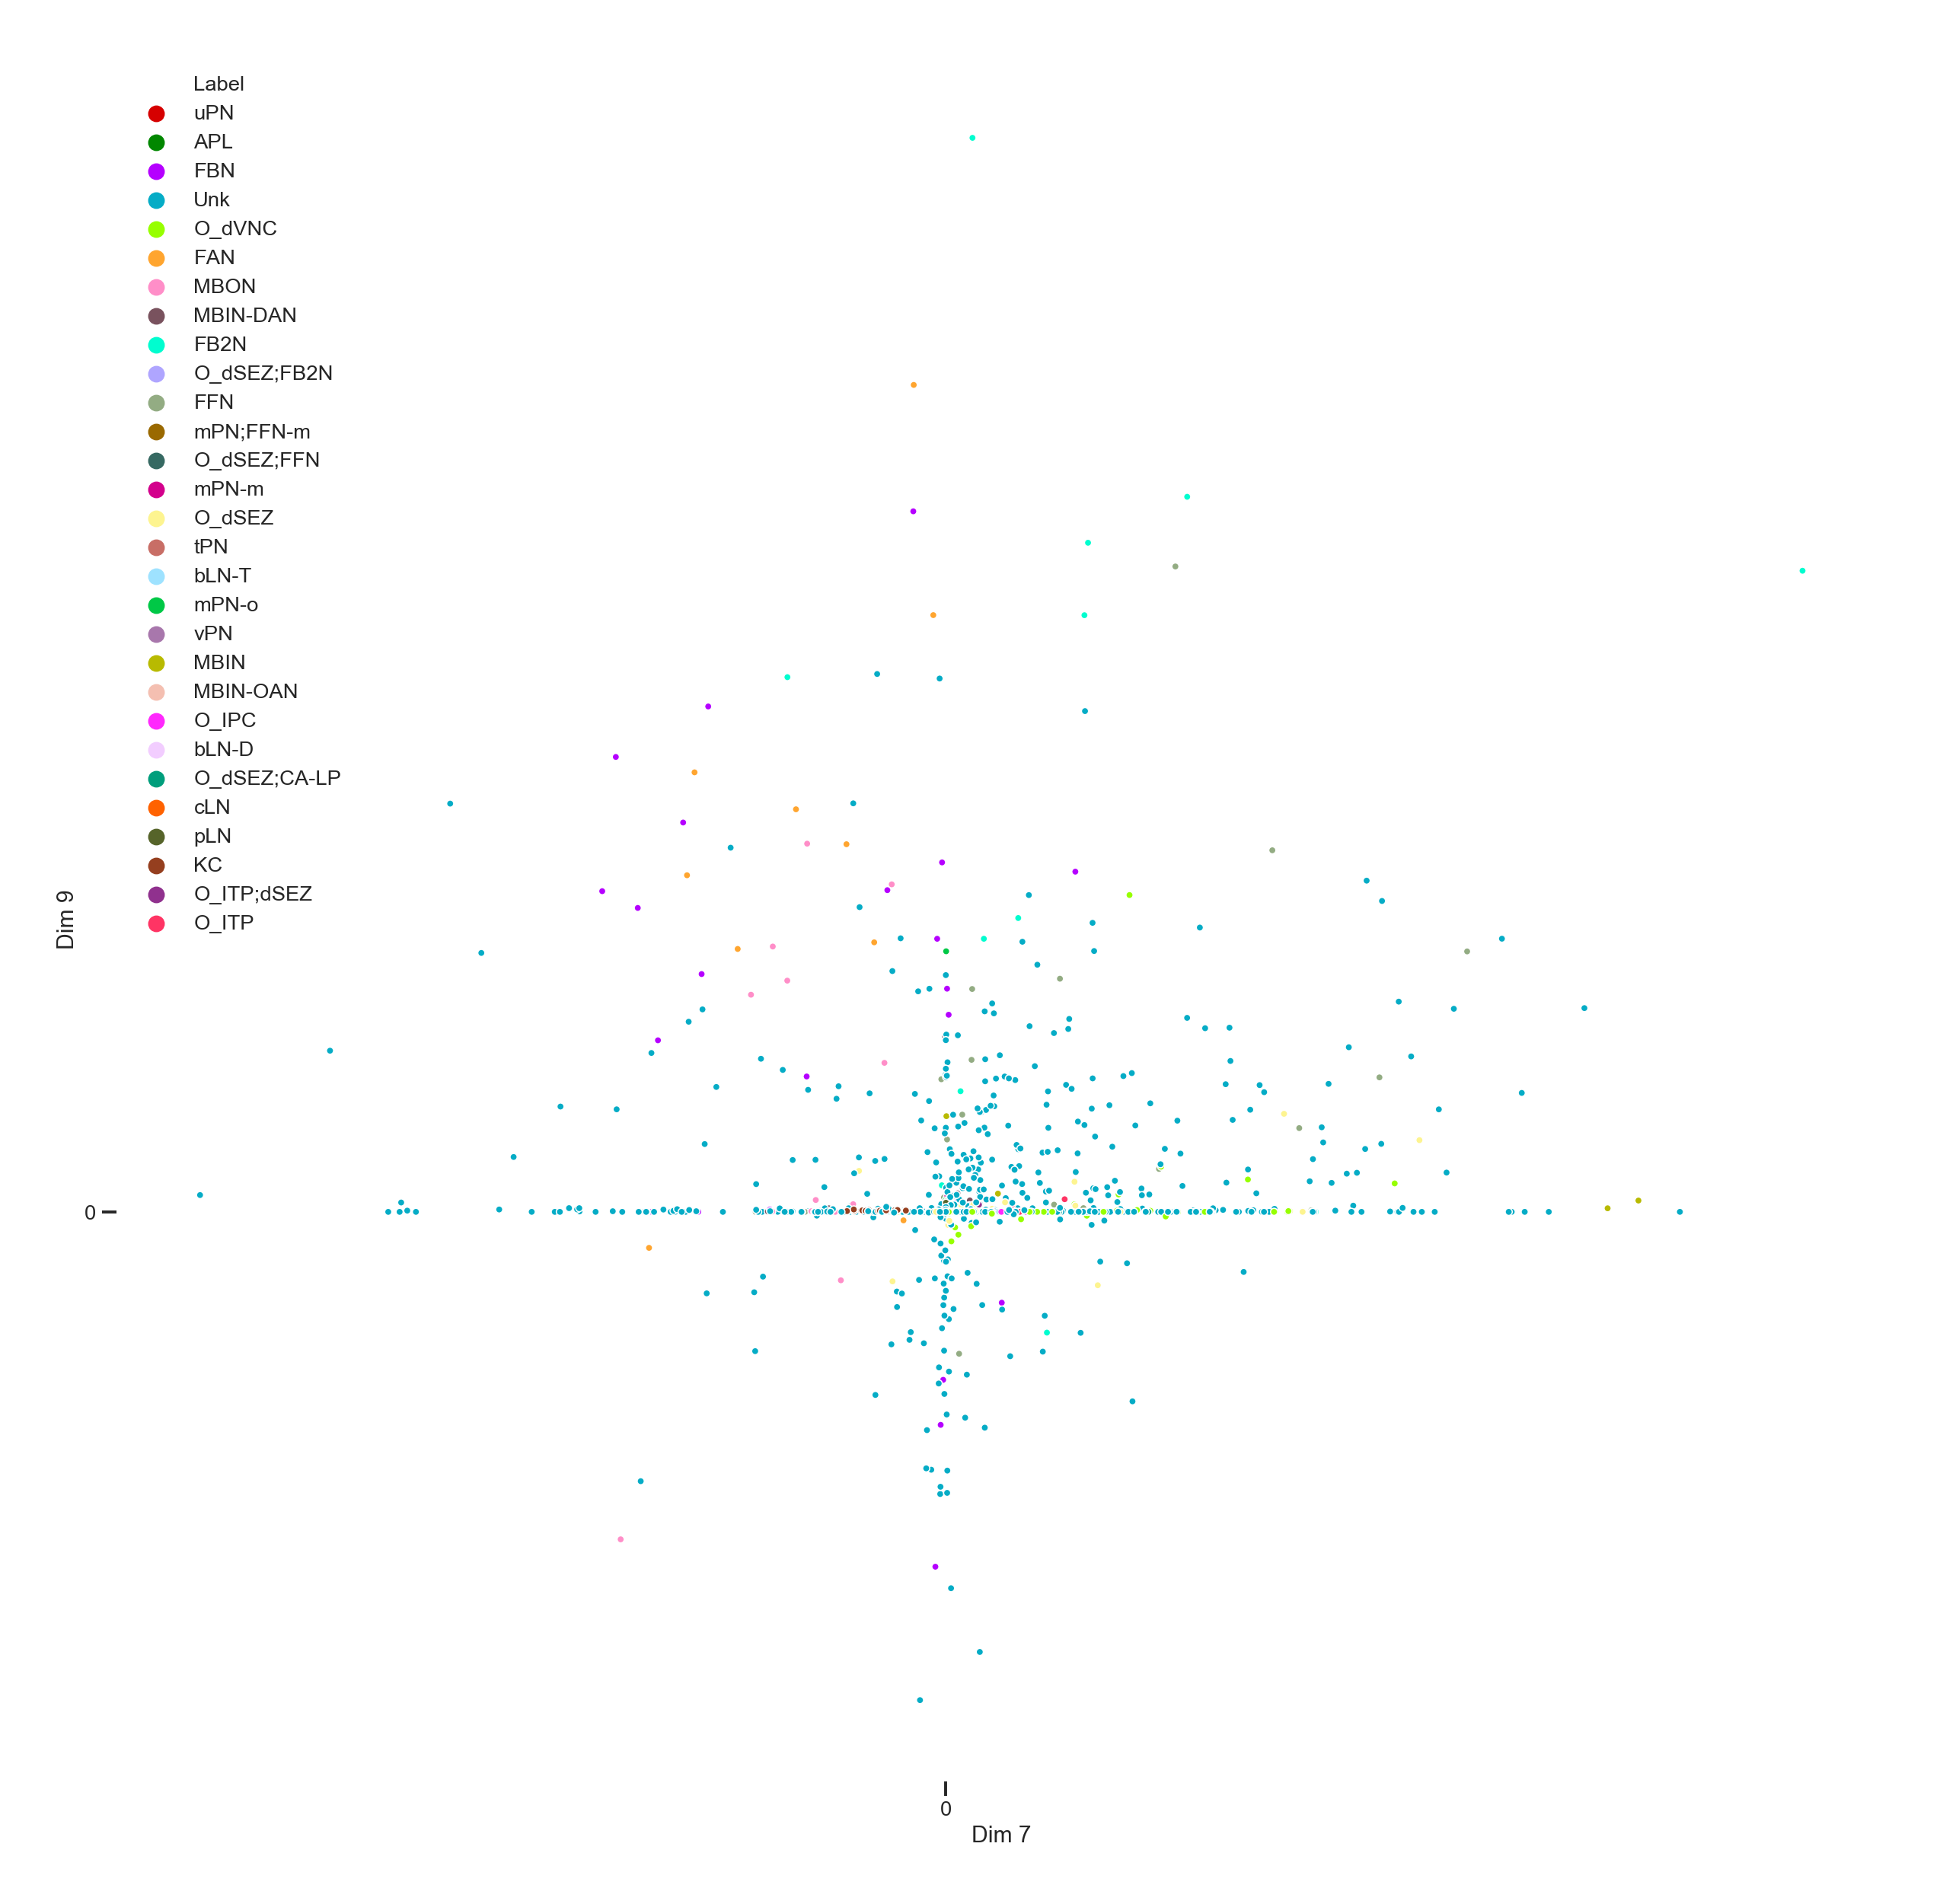 Label
uPN
APL
FBN
Unk
O_dVNC
FAN
MBON
MBIN-DAN
FB2N
O_dSEZ;FB2N
FFN
mPN;FFN-m
O_dSEZ;FFN
mPN-m
O_dSEZ
tPN
bLN-T
mPN-o
vPN
MBIN
MBIN-OAN
O_IPC
bLN-D
O_dSEZ;CA-LP
cLN
pLN
KC
O_ITP;dSEZ
O_ITP
Dim 9
0
0
Dim 7